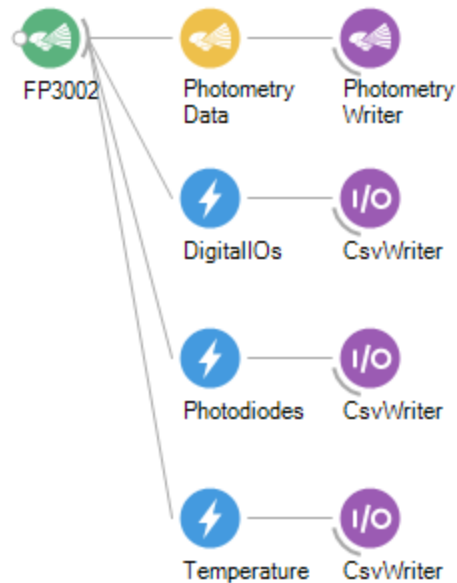 FP3002
Photometry
Data
Photometry
Writer
I/O
DigitalIOs
CsvWriter
I/O
Photodiodes
CsvWriter
I/O
Temperature
CsvWriter